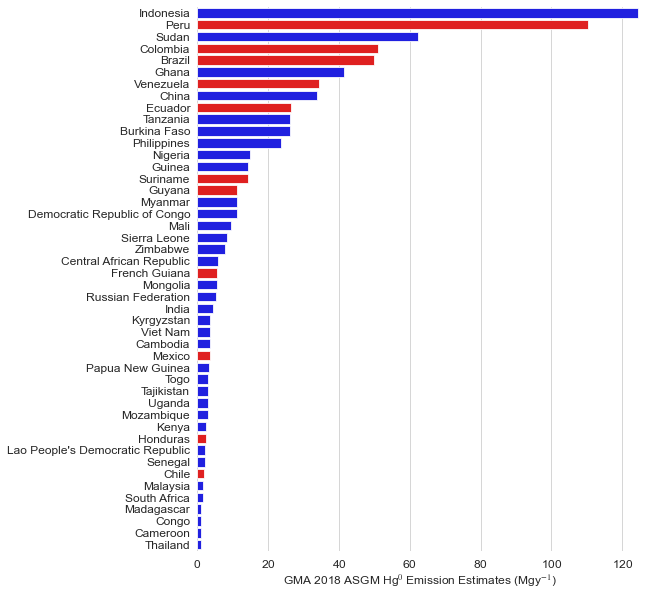 Indonesia
Peru
Sudan
Colombia
Brazil
Ghana
Venezuela
China
Ecuador
Tanzania
Burkina Faso
Philippines
Nigeria
Guinea
Suriname
Guyana
Myanmar
Democratic Republic of Congo
Mali
Sierra Leone
Zimbabwe
Central African Republic
French Guiana
Mongolia
Russian Federation
India
Kyrgyzstan
Viet Nam
Cambodia
Mexico
Papua New Guinea
Togo
Tajikistan
Uganda
Mozambique
Kenya
Honduras
Lao People's Democratic Republic
Senegal
Chile
Malaysia
South Africa
Madagascar
Congo
Cameroon
Thailand
0 20 40 60 80 100 120
GMA 2018 ASGM Hg⁰ Emission Estimates (Mgy⁻¹)